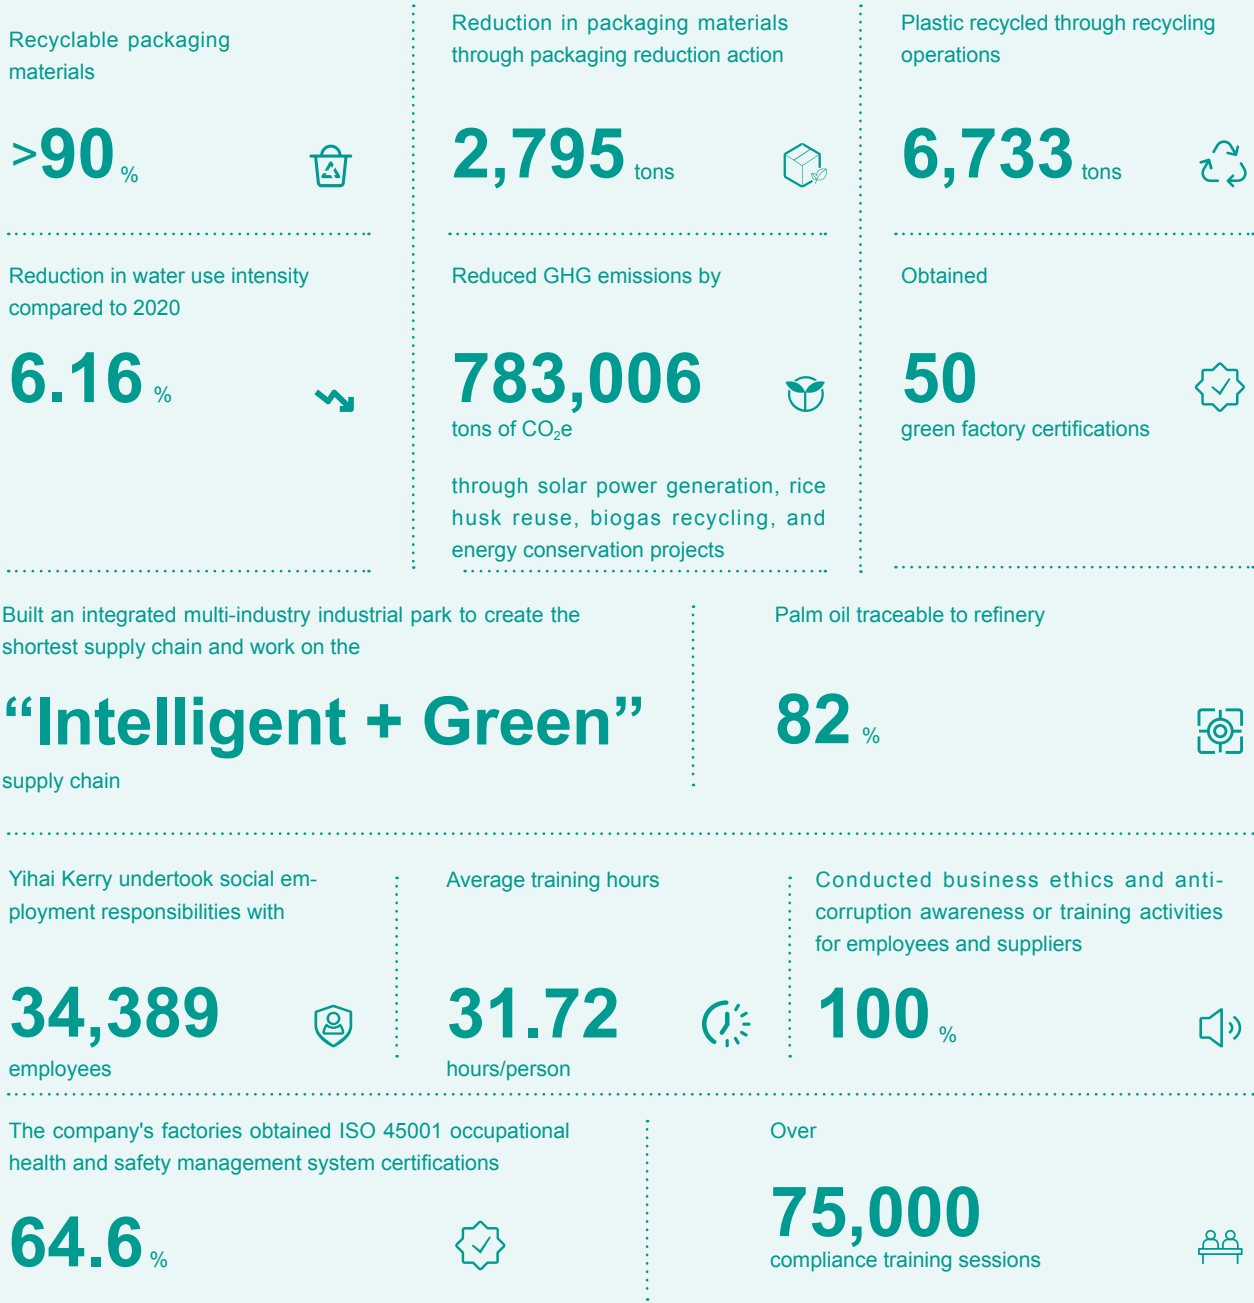 Recyclable packaging
materials
>90 %
Reduction in packaging materials
through packaging reduction action
2,795 tons
Plastic recycled through recycling
operations
6,733 tons
Reduction in water use intensity
compared to 2020
6.16 %
Reduced GHG emissions by
783,006
tons of CO₂e
through solar power generation, rice
husk reuse, biogas recycling, and
energy conservation projects
Obtained
50
green factory certifications
Built an integrated multi-industry industrial park to create the
shortest supply chain and work on the
“Intelligent + Green”
supply chain
Palm oil traceable to refinery
82 %
Yihai Kerry undertook social em-
ployment responsibilities with
34,389
employees
Average training hours
31.72
hours/person
Conducted business ethics and anti-
corruption awareness or training activities
for employees and suppliers
100 %
The company's factories obtained ISO 45001 occupational
health and safety management system certifications
64.6 %
Over
75,000
compliance training sessions